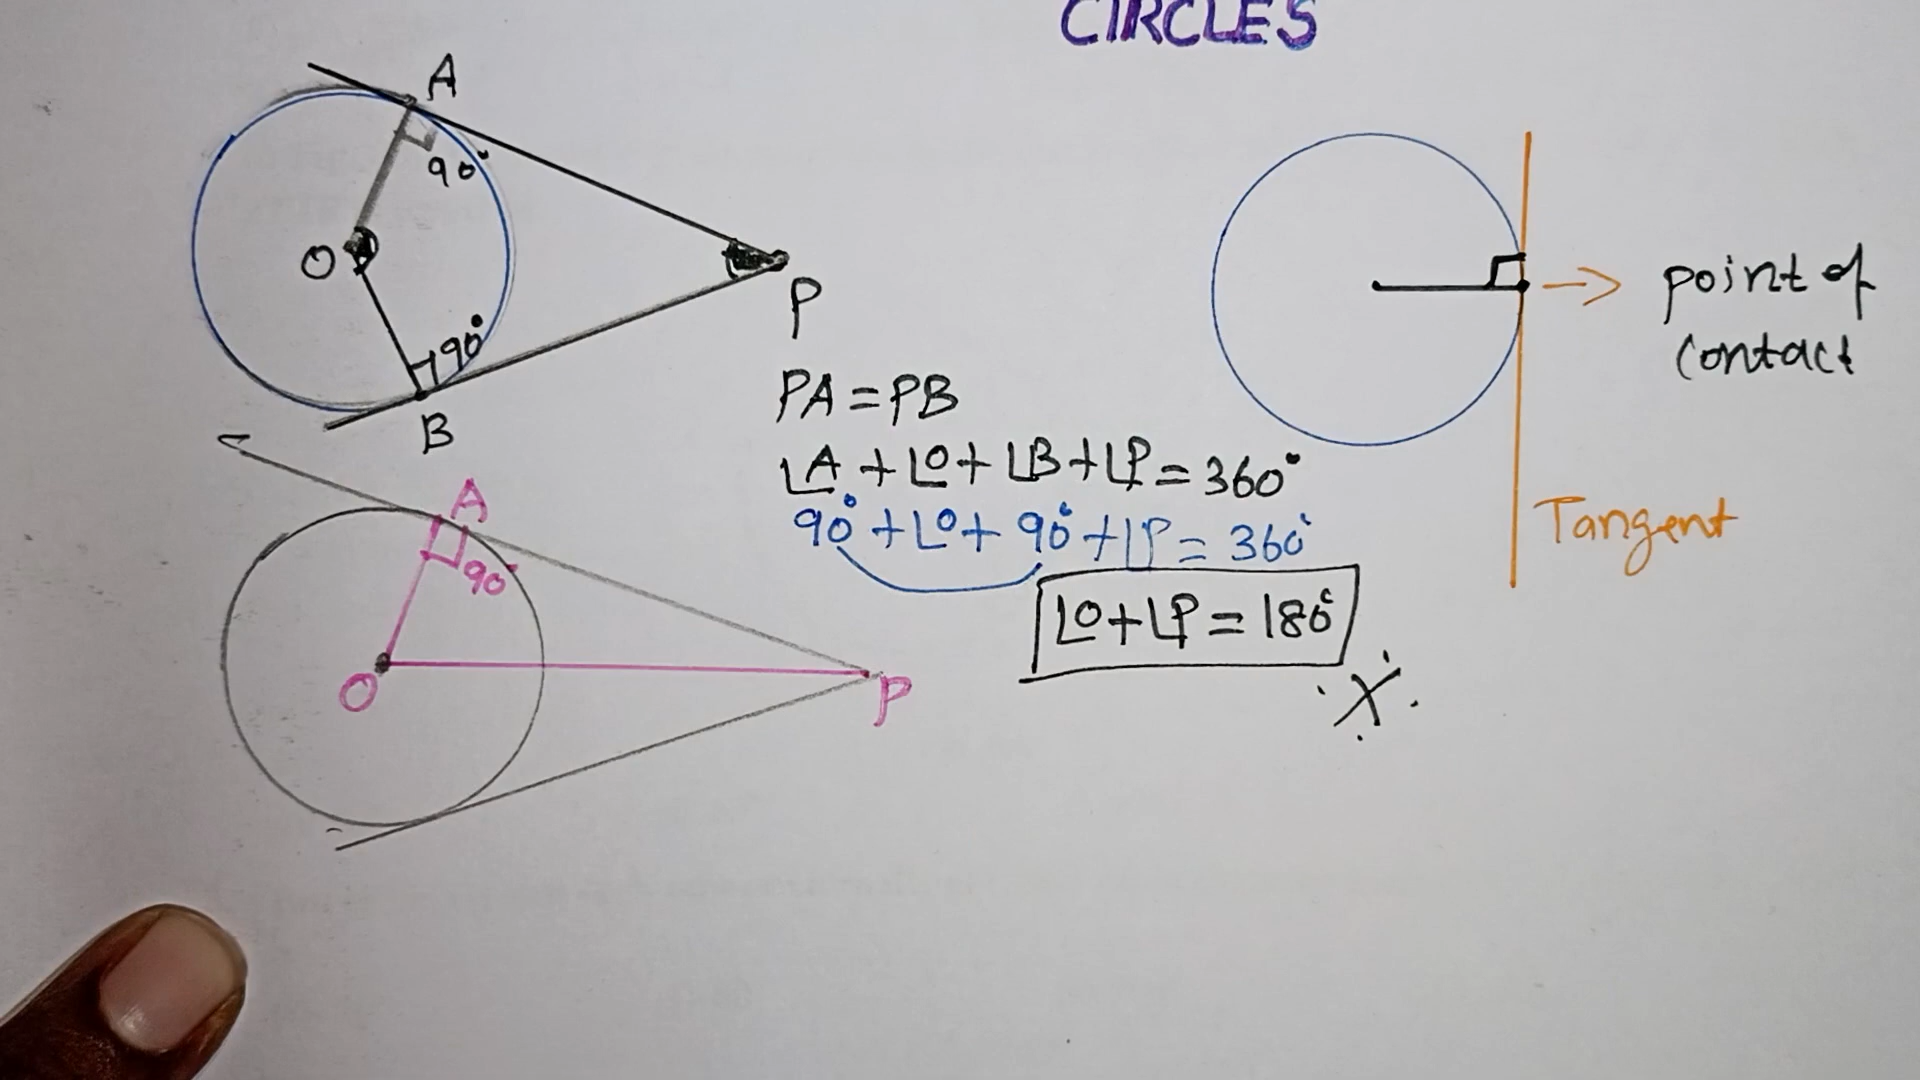 CIRCLES
A
90°
O
90°
P
B
PA = PB
∠A + ∠O + ∠B + ∠P = 360°
90° + ∠O + 90° + ∠P = 360°
∠O + ∠P = 180°
point of
contact
Tangent
A
90°
O
P